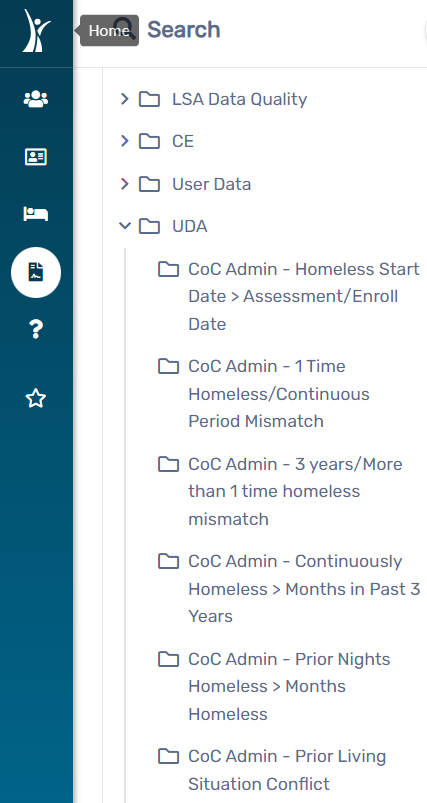 Home
Search
LSA Data Quality
CE
User Data
UDA
CoC Admin - Homeless Start
Date > Assessment/Enroll
Date
CoC Admin - 1 Time
Homeless/Continuous
Period Mismatch
CoC Admin - 3 years/More
than 1 time homeless
mismatch
CoC Admin - Continuously
Homeless > Months in Past 3
Years
CoC Admin - Prior Nights
Homeless > Months
Homeless
CoC Admin - Prior Living
Situation Conflict